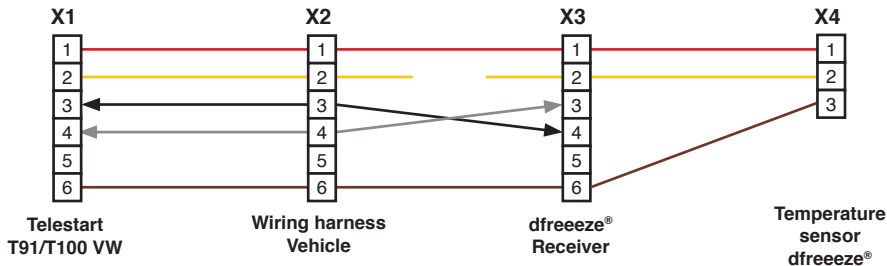 X1 X2 X3 X4
1 1 1 1
2 2 2 2
3 3 3 3
4 4 4
5 5 5
6 6 6
Telestart
T91/T100 VW
Wiring harness
Vehicle
dfreeeze®
Receiver
Temperature
sensor
dfreeeze®